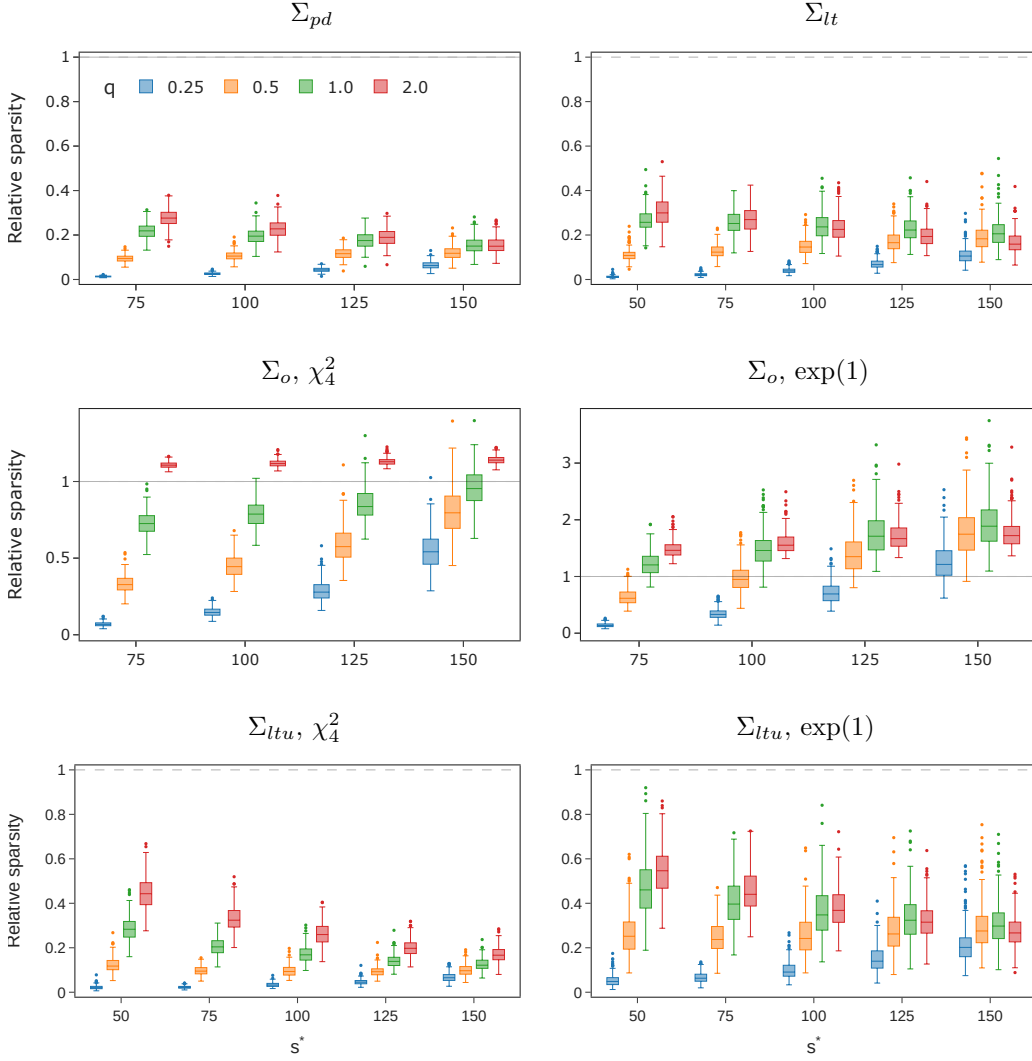 Σ_pd
Σ_lt
Relative sparsity
1
0.8
0.6
0.4
0.2
0
q 0.25 0.5 1.0 2.0
75 100 125 150
1
0.8
0.6
0.4
0.2
0
50 75 100 125 150
Σ_o, χ²₄
Σ_o, exp(1)
Relative sparsity
1
0.5
0
75 100 125 150
3
2
1
0
75 100 125 150
Σ_ltu, χ²₄
Σ_ltu, exp(1)
Relative sparsity
1
0.8
0.6
0.4
0.2
0
50 75 100 125 150
s*
1
0.8
0.6
0.4
0.2
0
50 75 100 125 150
s*